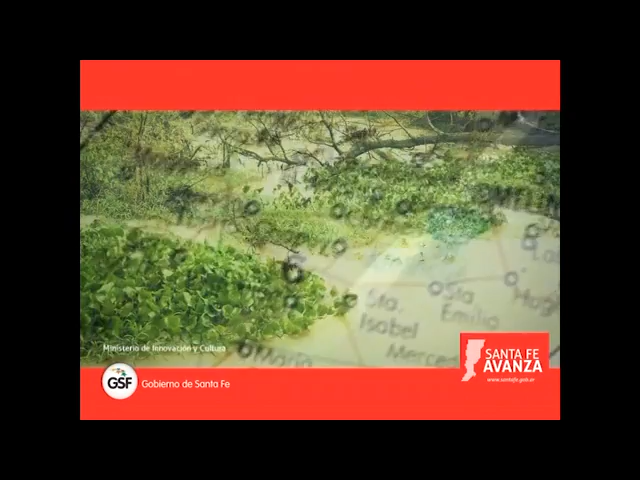 Sta.
Isabel
Sta
Emilia
Ministerio de Innovación y Cultura
GSF
Gobierno de Santa Fe
SANTA FE
AVANZA
www.santafe.gov.ar